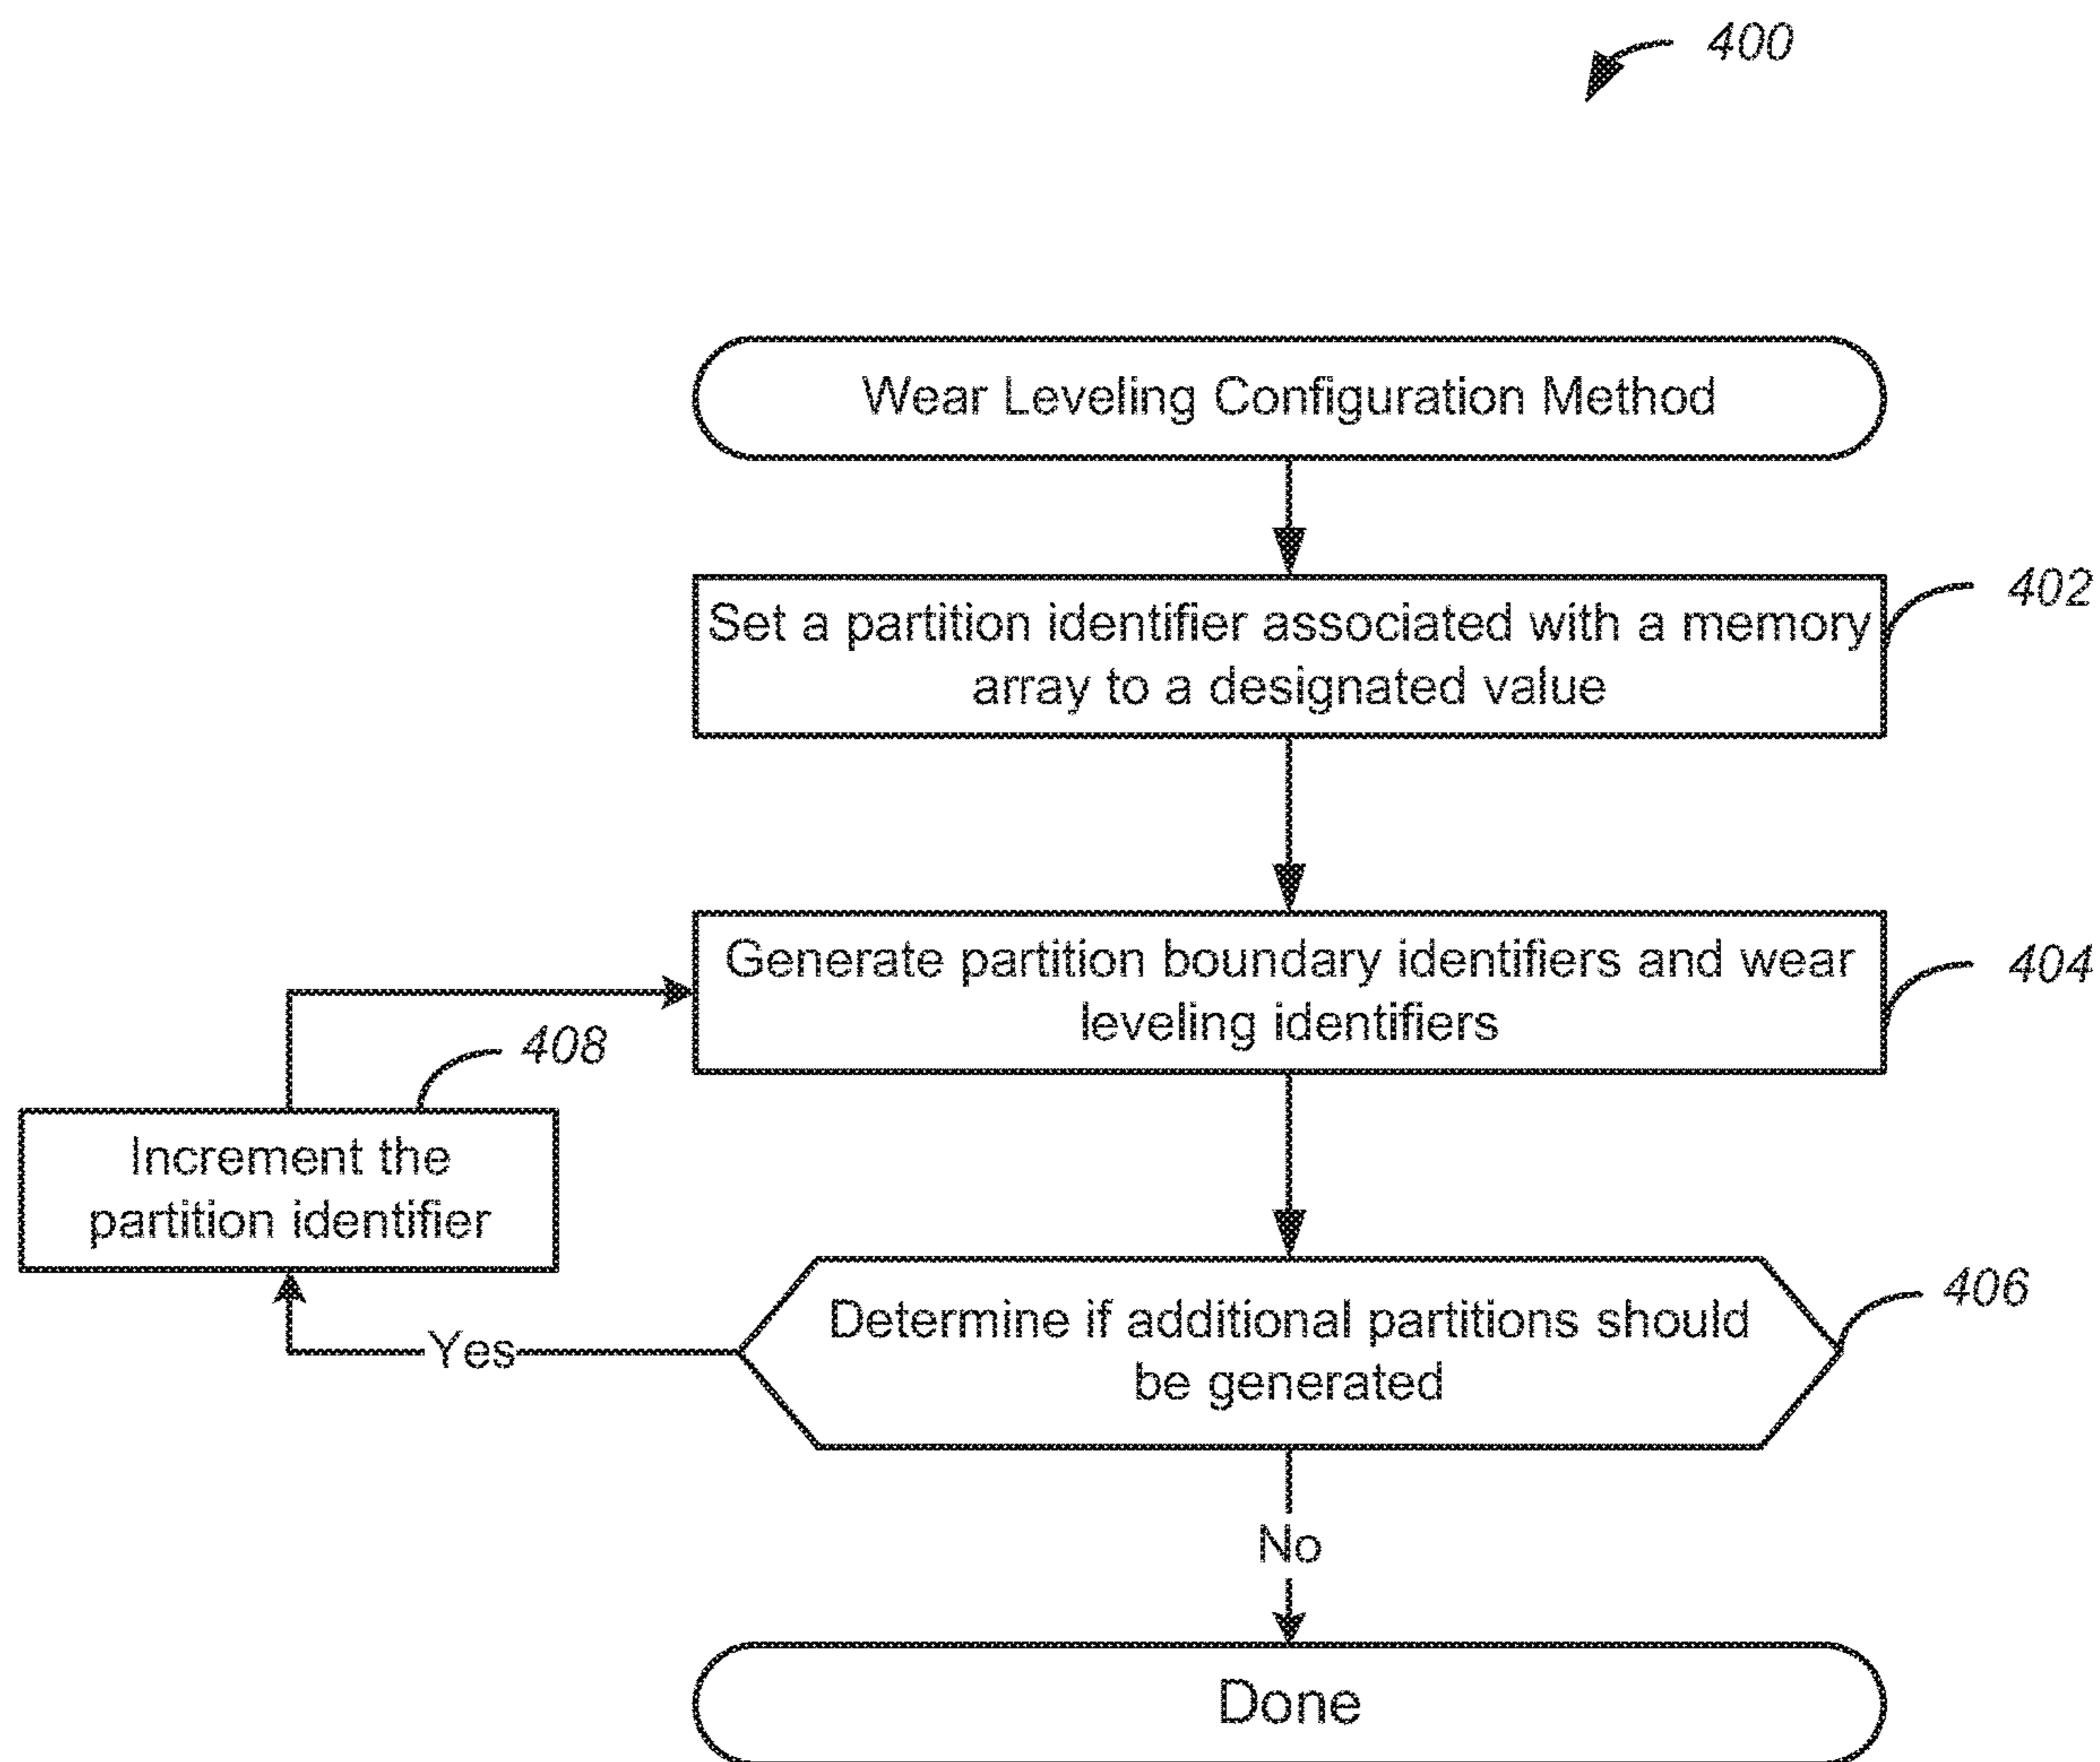 400
Wear Leveling Configuration Method
Set a partition identifier associated with a memory
array to a designated value
402
Generate partition boundary identifiers and wear
leveling identifiers
404
408
Increment the
partition identifier
Determine if additional partitions should
be generated
406
Yes
No
Done